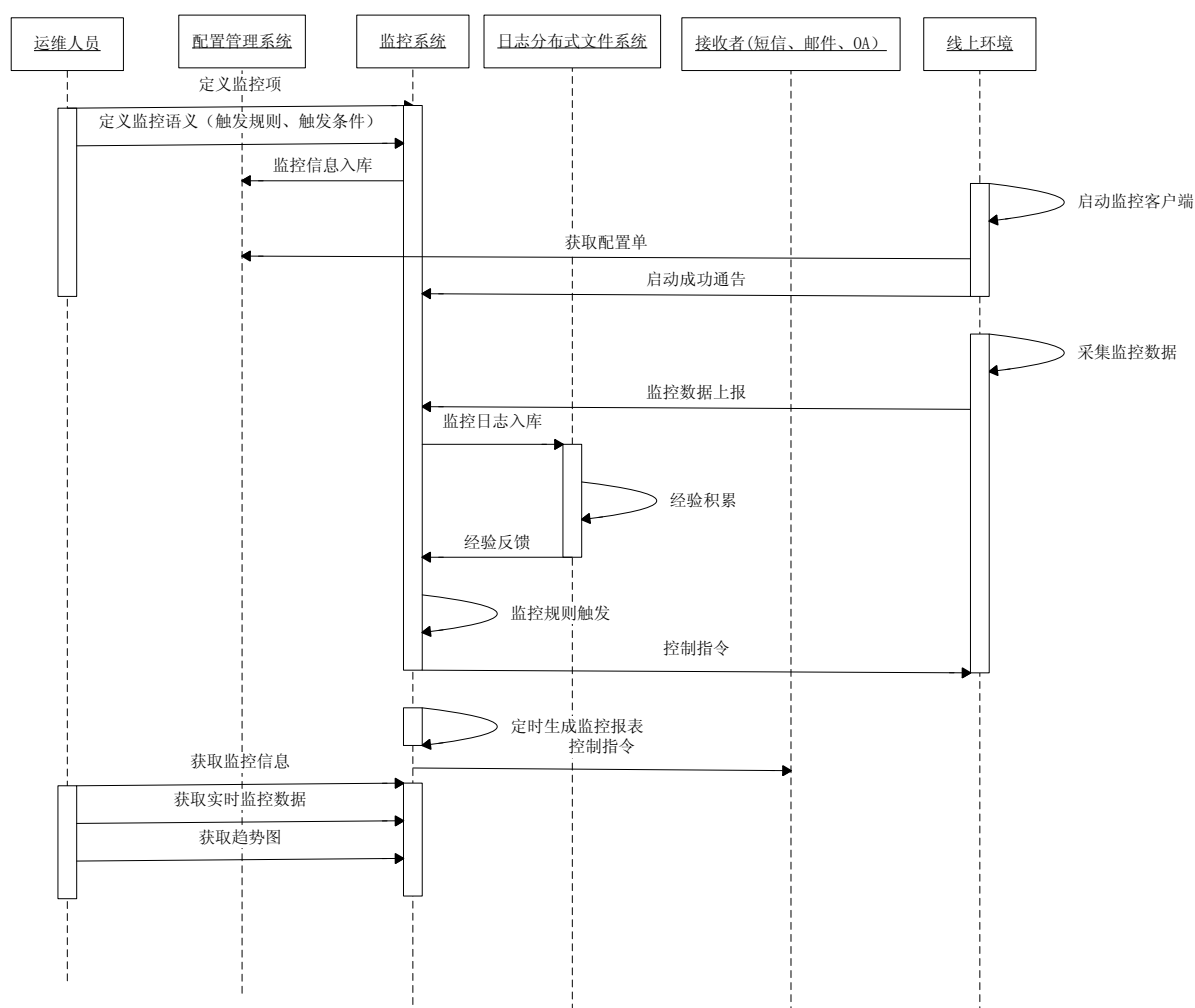 运维人员
配置管理系统
监控系统
日志分布式文件系统
接收者(短信、邮件、OA）
线上环境
定义监控项
定义监控语义（触发规则、触发条件）
监控信息入库
启动监控客户端
获取配置单
启动成功通告
采集监控数据
监控数据上报
监控日志入库
经验积累
经验反馈
监控规则触发
控制指令
定时生成监控报表
控制指令
获取监控信息
获取实时监控数据
获取趋势图